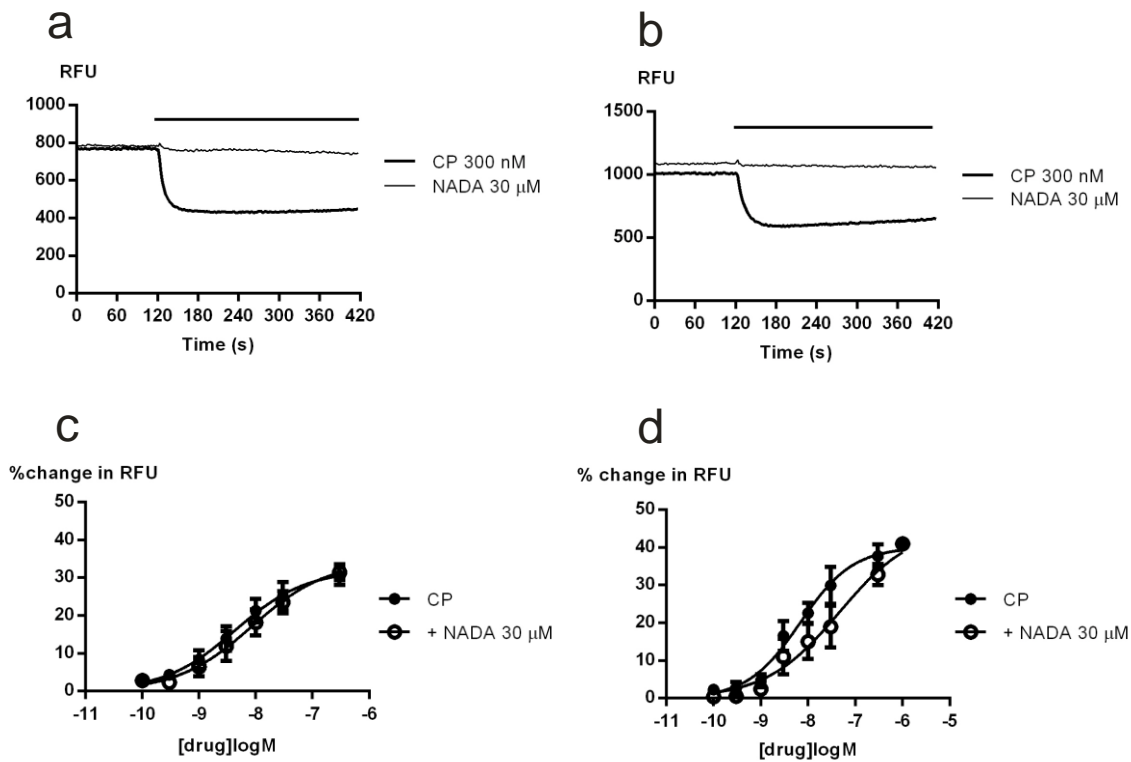 a
RFU
1000
800
600
400
200
0
0 60 120 180 240 300 360 420
Time (s)
CP 300 nM
NADA 30 μM
b
RFU
1500
1000
500
0
0 60 120 180 240 300 360 420
Time (s)
CP 300 nM
NADA 30 μM
c
%change in RFU
50
40
30
20
10
0
-11 -10 -9 -8 -7 -6
[drug]logM
CP
+ NADA 30 μM
d
% change in RFU
50
40
30
20
10
0
-11 -10 -9 -8 -7 -6 -5
[drug]logM
CP
+ NADA 30 μM